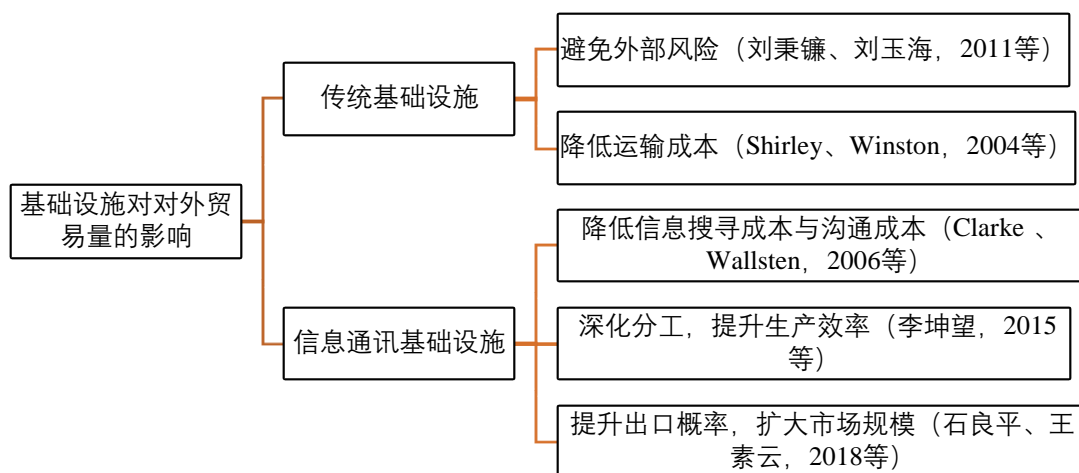 基础设施对对外贸
易量的影响
传统基础设施
避免外部风险（刘秉镰、刘玉海，2011等）
降低运输成本（Shirley、Winston，2004等）
信息通讯基础设施
降低信息搜寻成本与沟通成本（Clarke 、
Wallsten，2006等）
深化分工，提升生产效率（李坤望，2015
等）
提升出口概率，扩大市场规模（石良平、王
素云，2018等）